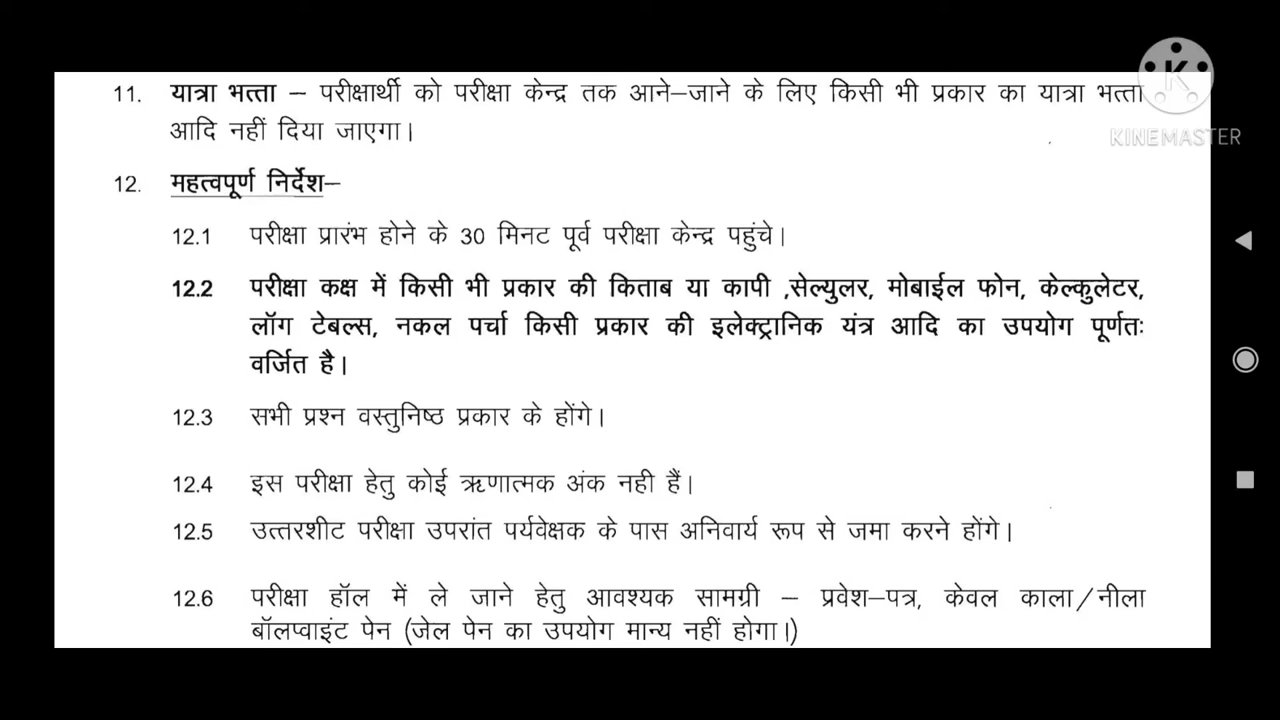 11. यात्रा भत्ता – परीक्षार्थी को परीक्षा केन्द्र तक आने–जाने के लिए किसी भी प्रकार का यात्रा भत्ता
आदि नहीं दिया जाएगा।
KINEMASTER
12. महत्वपूर्ण निर्देश–
12.1 परीक्षा प्रारंभ होने के 30 मिनट पूर्व परीक्षा केन्द्र पहुंचे।
12.2 परीक्षा कक्ष में किसी भी प्रकार की किताब या कापी ,सेल्युलर, मोबाईल फोन, केल्कुलेटर,
लॉग टेबल्स, नकल पर्चा किसी प्रकार की इलेक्ट्रानिक यंत्र आदि का उपयोग पूर्णतः
वर्जित है।
12.3 सभी प्रश्न वस्तुनिष्ठ प्रकार के होंगे।
12.4 इस परीक्षा हेतु कोई ऋणात्मक अंक नही हैं।
12.5 उत्तरशीट परीक्षा उपरांत पर्यवेक्षक के पास अनिवार्य रूप से जमा करने होंगे।
12.6 परीक्षा हॉल में ले जाने हेतु आवश्यक सामग्री – प्रवेश–पत्र, केवल काला/नीला
बॉलप्वाइंट पेन (जेल पेन का उपयोग मान्य नहीं होगा।)